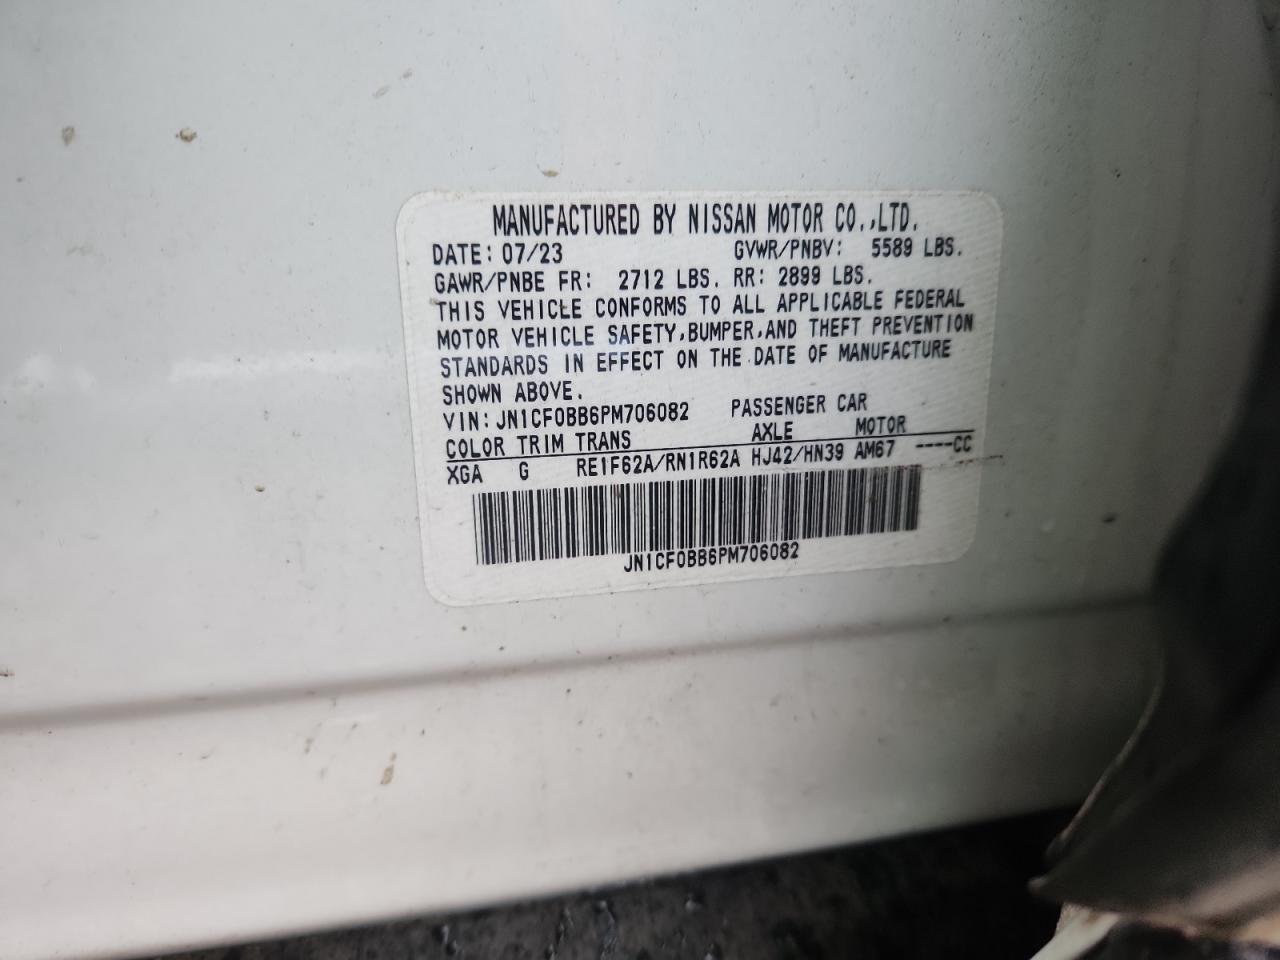 MANUFACTURED BY NISSAN MOTOR CO.,LTD.
DATE: 07/23 GVWR/PNBV: 5589 LBS.
GAWR/PNBE FR: 2712 LBS. RR: 2899 LBS.
THIS VEHICLE CONFORMS TO ALL APPLICABLE FEDERAL
MOTOR VEHICLE SAFETY,BUMPER,AND THEFT PREVENTION
STANDARDS IN EFFECT ON THE DATE OF MANUFACTURE
SHOWN ABOVE.
VIN: JN1CF0BB6PM706082 PASSENGER CAR
COLOR TRIM TRANS AXLE MOTOR
XGA G RE1F62A/RN1R62A HJ42/HN39 AM67 ----CC
JN1CF0BB6PM706082